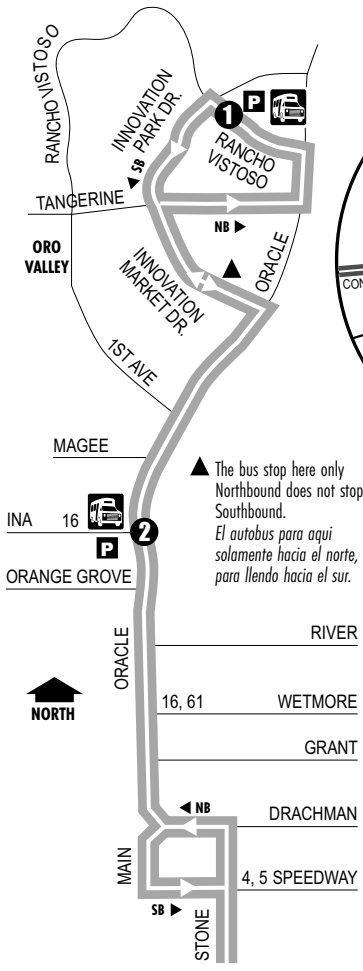 RANCHO VISTOSO
INNOVATION
PARK DR.
1
P
RANCHO
VISTOSO
SB
TANGERINE
NB
ORO
VALLEY
INNOVATION
MARKET DR.
ORACLE
CON
1ST AVE
MAGEE
The bus stop here only
Northbound does not stop
Southbound.
El autobus para aqui
solamente hacia el norte,
para llendo hacia el sur.
INA 16
2
P
ORANGE GROVE
ORACLE
RIVER
NORTH
16, 61 WETMORE
GRANT
NB
DRACHMAN
MAIN
4, 5 SPEEDWAY
SB
STONE